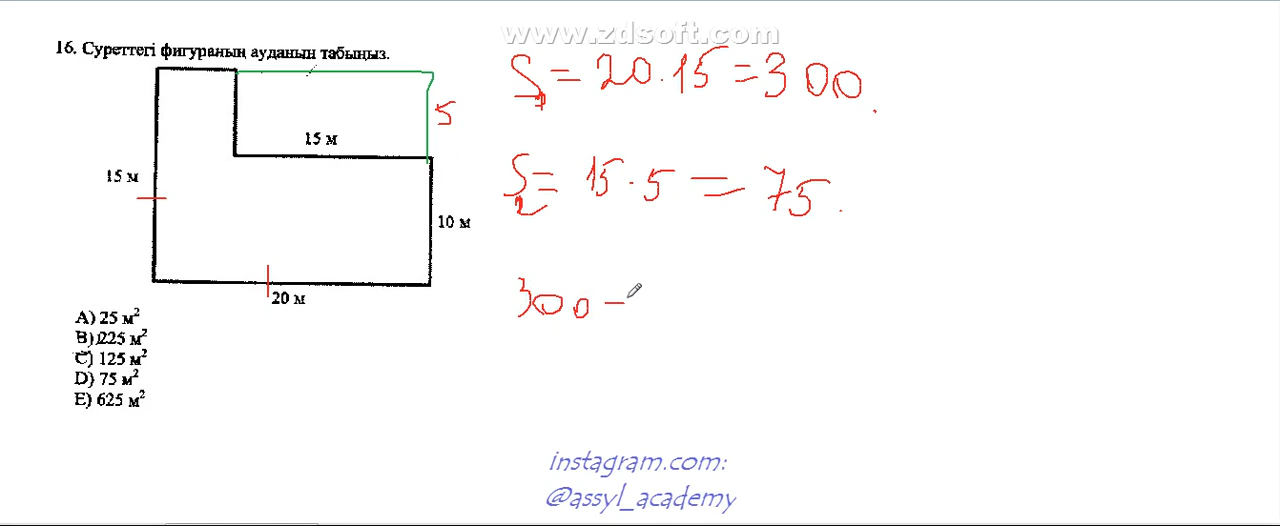 www.zdsoft.com
16. Суреттегі фигураның ауданын табыңыз.
S₁ = 20 · 15 = 300.
5
15 м
15 м
S₂ = 15 · 5 = 75.
10 м
20 м
300 –
A) 25 м²
B) 225 м²
C) 125 м²
D) 75 м²
E) 625 м²
instagram.com:
@assyl_academy